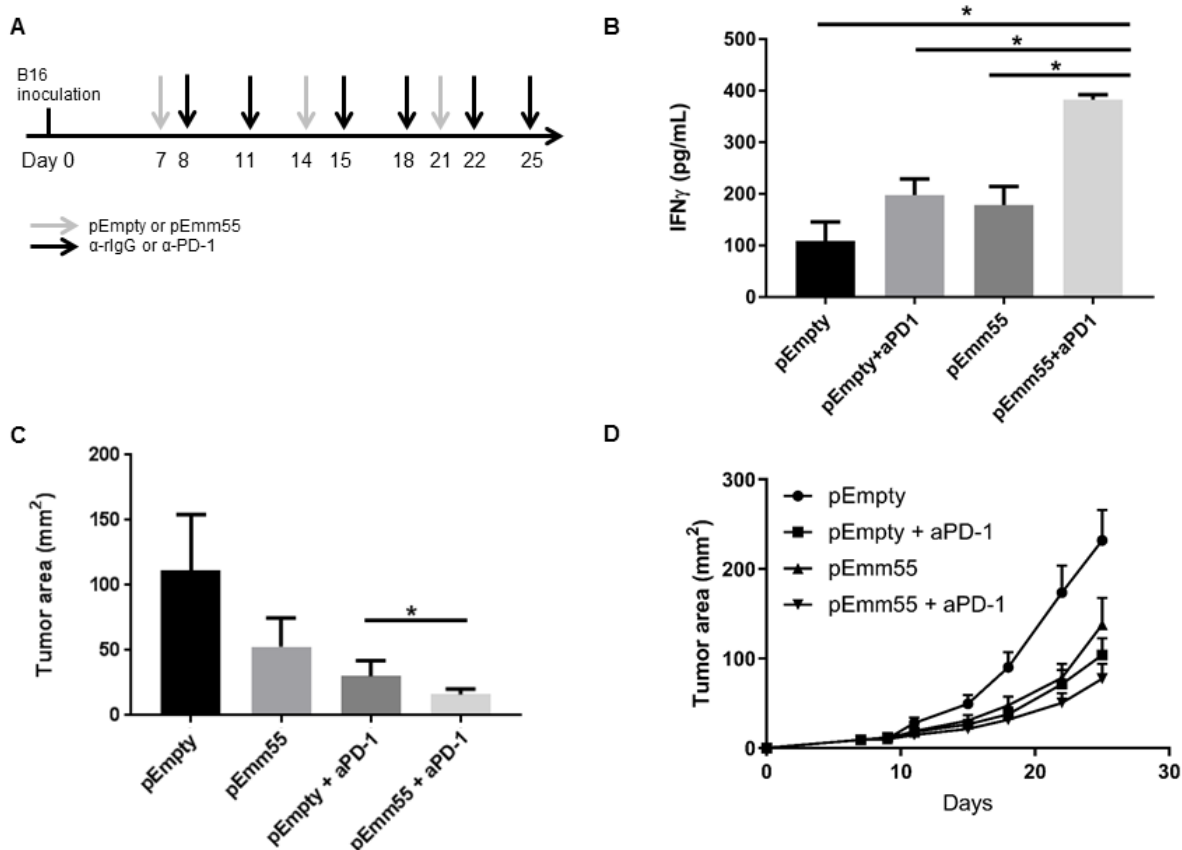 A
B16
inoculation
Day 0
7 8 11 14 15 18 21 22 25
pEmpty or pEmm55
α-rIgG or α-PD-1
B
*
*
*
500
400
300
200
100
0
IFNγ (pg/mL)
pEmpty
pEmpty+aPD1
pEmm55
pEmm55+aPD1
C
200
150
100
50
0
Tumor area (mm²)
*
pEmpty
pEmm55
pEmpty + aPD-1
pEmm55 + aPD-1
D
300
200
100
0
Tumor area (mm²)
pEmpty
pEmpty + aPD-1
pEmm55
pEmm55 + aPD-1
0 10 20 30
Days